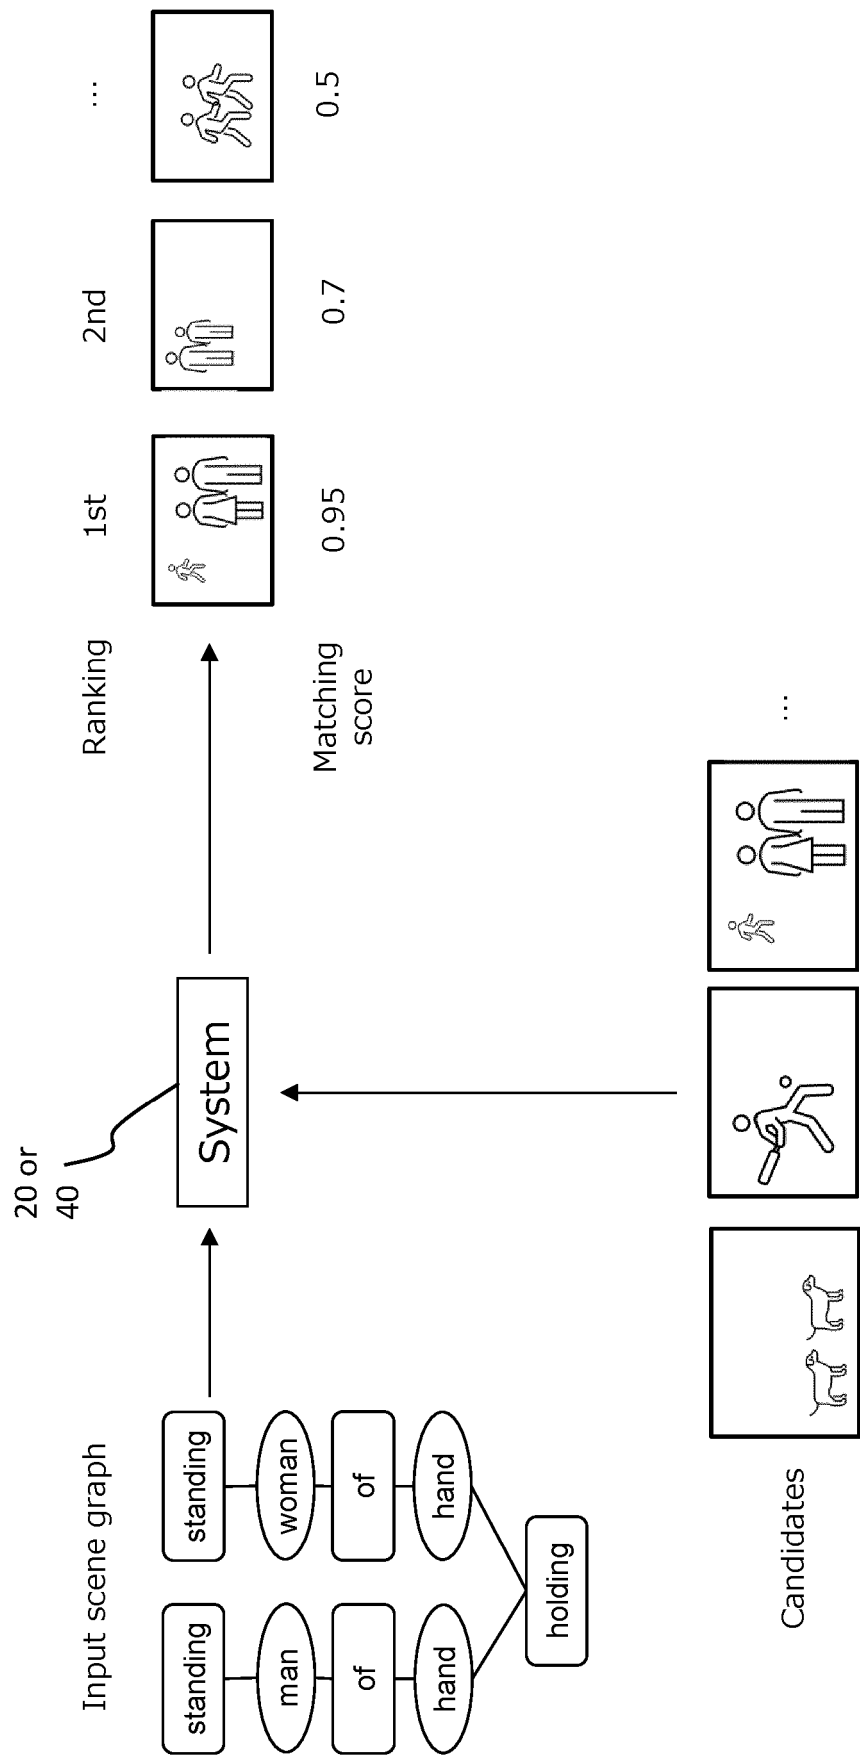 Input scene graph
standing
standing
man
woman
of
of
hand
hand
holding
20 or
40
System
Ranking
1st
2nd
...
Matching
score
0.95
0.7
0.5
Candidates
...